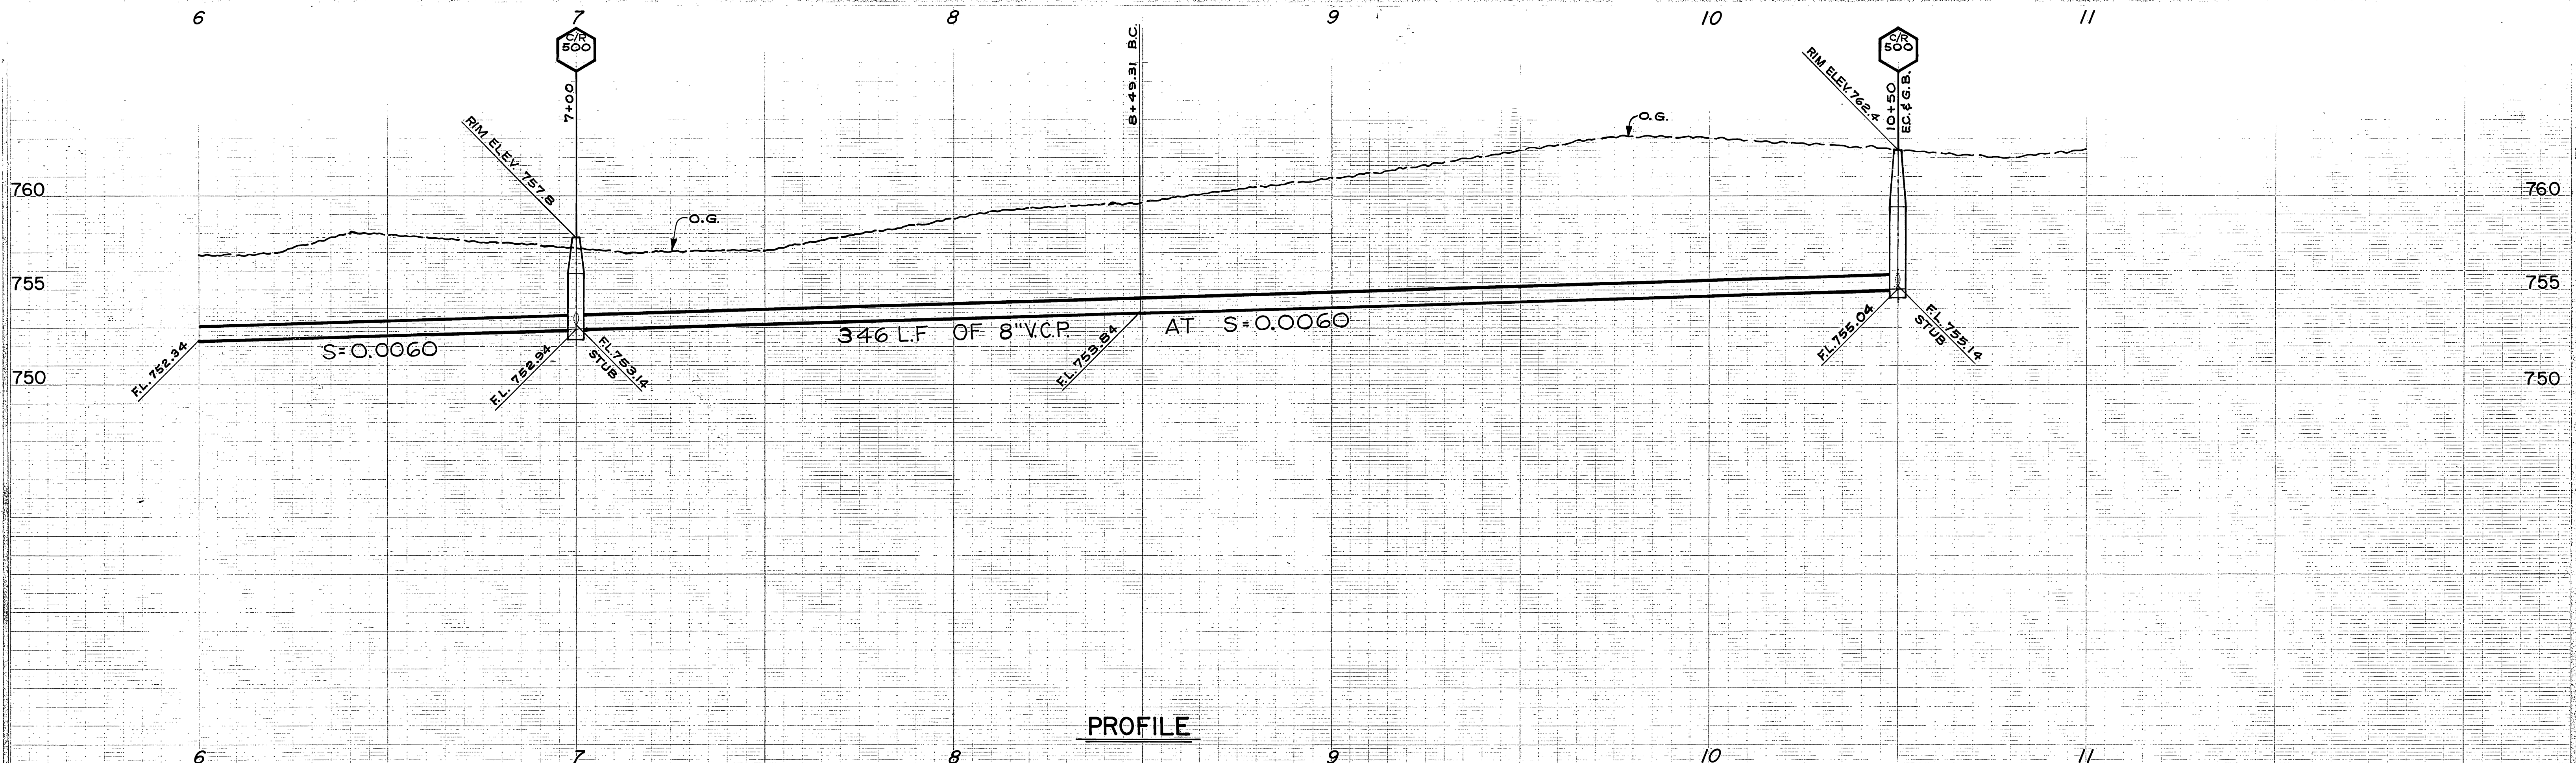 6 7 8 9 10 11
C/R
500
C/R
500
7+00
8+49.31 B.C.
10+50
E.C. & G.B.
RIM ELEV. 757.8
RIM ELEV. 762.4
O.G.
O.G.
760 760
755 755
750 750
F.L. 752.34
S=0.0060
F.L. 752.94
F.L. 753.14
STUB
346 L.F. OF 8" V.C.P. AT S=0.0060
F.L. 753.84
F.L. 755.04
F.L. 755.14
STUB
PROFILE
6 7 8 9 10 11